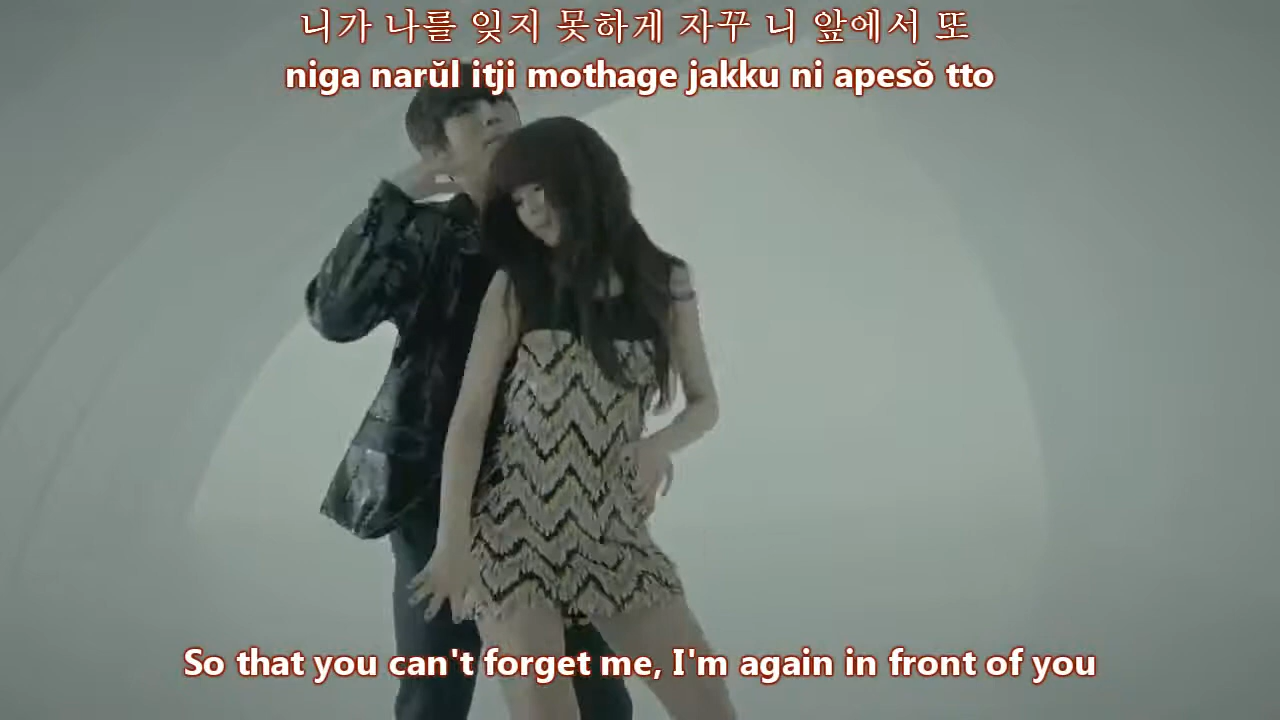 니가 나를 잊지 못하게 자꾸 니 앞에서 또
niga narŭl itji mothage jakku ni apesŏ tto
So that you can't forget me, I'm again in front of you